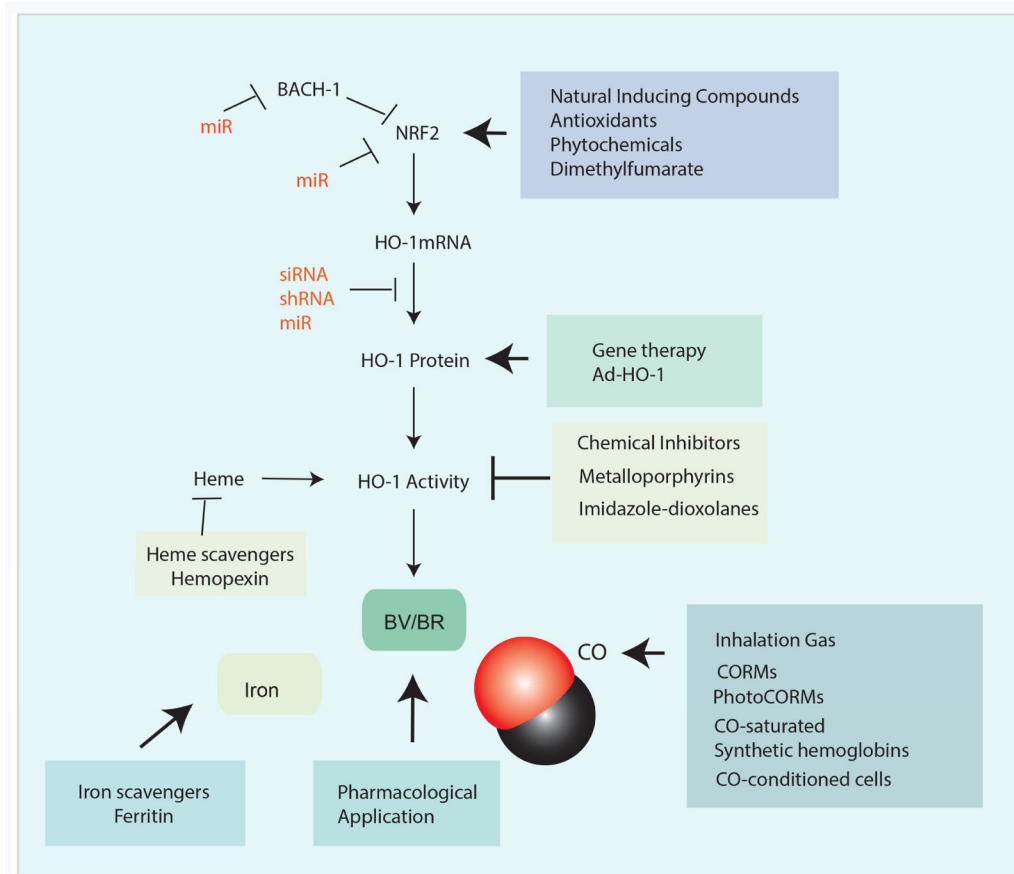 BACH-1
miR
NRF2
miR
Natural Inducing Compounds
Antioxidants
Phytochemicals
Dimethylfumarate
HO-1mRNA
siRNA
shRNA
miR
HO-1 Protein
Gene therapy
Ad-HO-1
Chemical Inhibitors
Metalloporphyrins
Imidazole-dioxolanes
Heme
HO-1 Activity
Heme scavengers
Hemopexin
BV/BR
CO
Inhalation Gas
CORMs
PhotoCORMs
CO-saturated
Synthetic hemoglobins
CO-conditioned cells
Iron
Iron scavengers
Ferritin
Pharmacological
Application